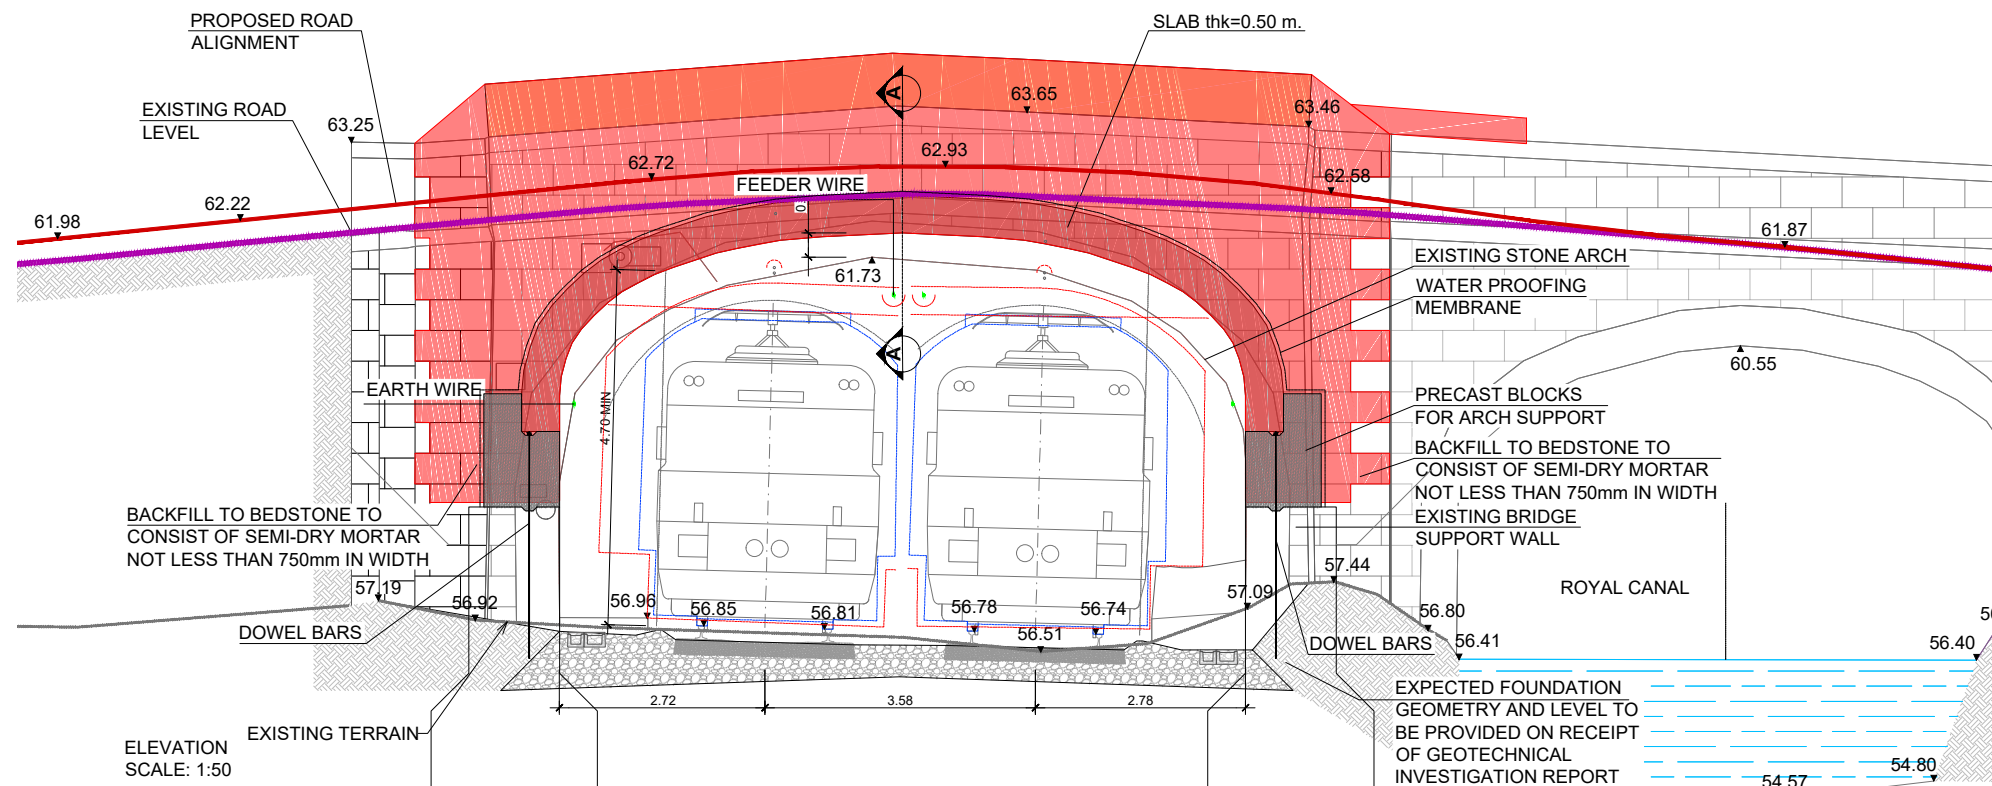 PROPOSED ROAD
ALIGNMENT
SLAB thk=0.50 m.
EXISTING ROAD
LEVEL
63.25
A
63.65
63.46
62.72
62.93
62.58
FEEDER WIRE
61.98
62.22
61.87
61.73
EXISTING STONE ARCH
WATER PROOFING
MEMBRANE
A
60.55
EARTH WIRE
4.70 MIN
PRECAST BLOCKS
FOR ARCH SUPPORT
BACKFILL TO BEDSTONE TO
CONSIST OF SEMI-DRY MORTAR
NOT LESS THAN 750mm IN WIDTH
BACKFILL TO BEDSTONE TO
CONSIST OF SEMI-DRY MORTAR
NOT LESS THAN 750mm IN WIDTH
EXISTING BRIDGE
SUPPORT WALL
57.19
56.92
56.96
56.85
56.81
56.78
56.74
56.51
57.09
57.44
ROYAL CANAL
56.80
56.41
56.40
DOWEL BARS
DOWEL BARS
2.72
3.58
2.78
EXPECTED FOUNDATION
GEOMETRY AND LEVEL TO
BE PROVIDED ON RECEIPT
OF GEOTECHNICAL
INVESTIGATION REPORT
EXISTING TERRAIN
ELEVATION
SCALE: 1:50
54.57
54.80